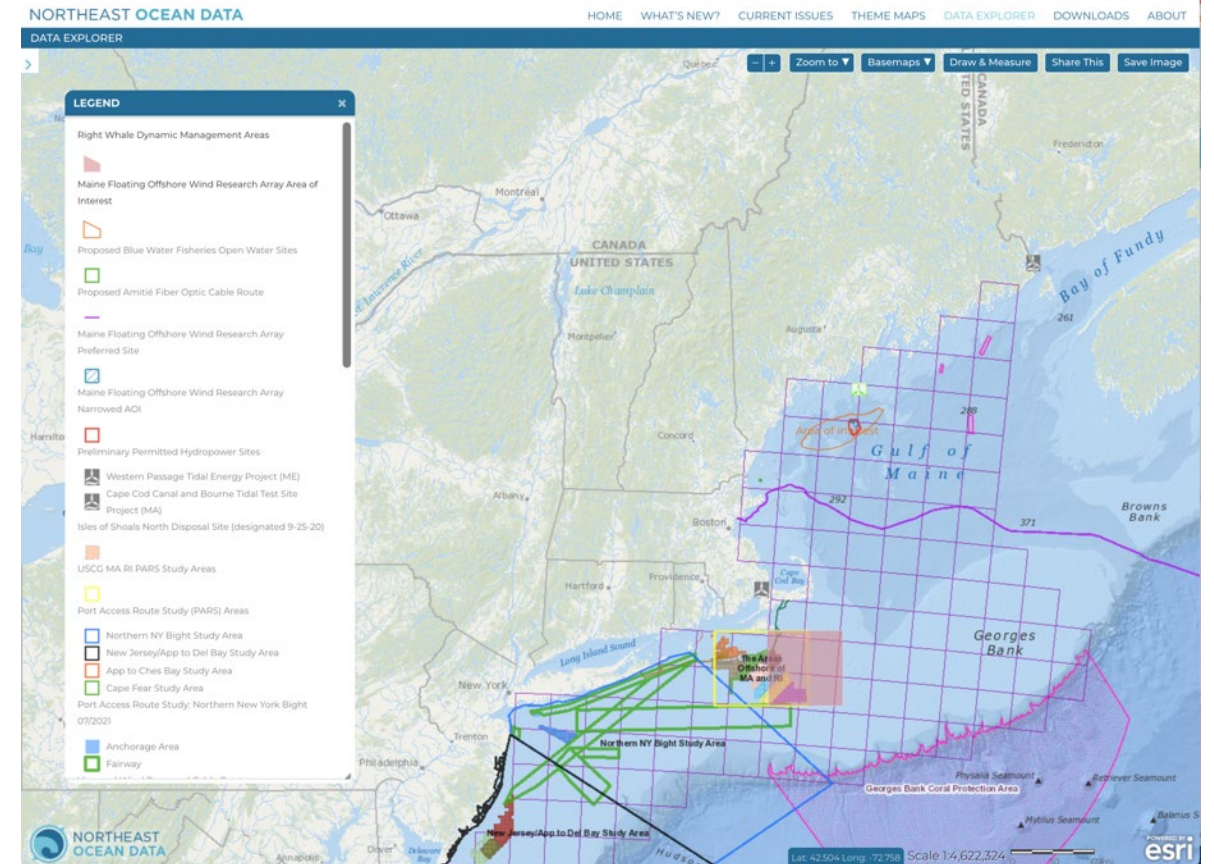 NORTHEAST OCEAN DATA
HOME WHAT'S NEW? CURRENT ISSUES THEME MAPS DATA EXPLORER DOWNLOADS ABOUT
DATA EXPLORER
− + Zoom to ▼ Basemaps ▼ Draw & Measure Share This Save Image
LEGEND
Right Whale Dynamic Management Areas
Maine Floating Offshore Wind Research Array Area of
Interest
Proposed Blue Water Fisheries Open Water Sites
Proposed Amitié Fiber Optic Cable Route
Maine Floating Offshore Wind Research Array
Preferred Site
Maine Floating Offshore Wind Research Array
Narrowed AOI
Preliminary Permitted Hydropower Sites
Western Passage Tidal Energy Project (ME)
Cape Cod Canal and Bourne Tidal Test Site
Project (MA)
Isles of Shoals North Disposal Site (designated 9-25-20)
USCG MA RI PARS Study Areas
Port Access Route Study (PARS) Areas
Northern NY Bight Study Area
New Jersey/App to Del Bay Study Area
App to Ches Bay Study Area
Cape Fear Study Area
Port Access Route Study: Northern New York Bight
07/2021
Anchorage Area
Fairway
Québec
CANADA
UNITED STATES
Fredericton
Montréal
Ottawa
CANADA
UNITED STATES
Bay
Bay of Fundy
St. Lawrence River
Lake Champlain
261
Montpelier
Augusta
288
Area of interest
Gulf of
Maine
Hamilto
Concord
Albany
292
Browns
Bank
Boston
371
Hartford
Providence
Cape
Cod Bay
Georges
Bank
Long Island Sound
The Areas
Offshore of
MA and RI
New York
Trenton
Northern NY Bight Study Area
Philadelphia
Physalia Seamount
Retriever Seamount
Georges Bank Coral Protection Area
Mytilus Seamount
Balanus S
New Jersey/App to Del Bay Study Area
NORTHEAST
OCEAN DATA
Annapolis
Dover
Delaware
Bay
Hudso
Lat: 42.504 Long: -72.758
Scale 1:4,622,324
POWERED BY
esri